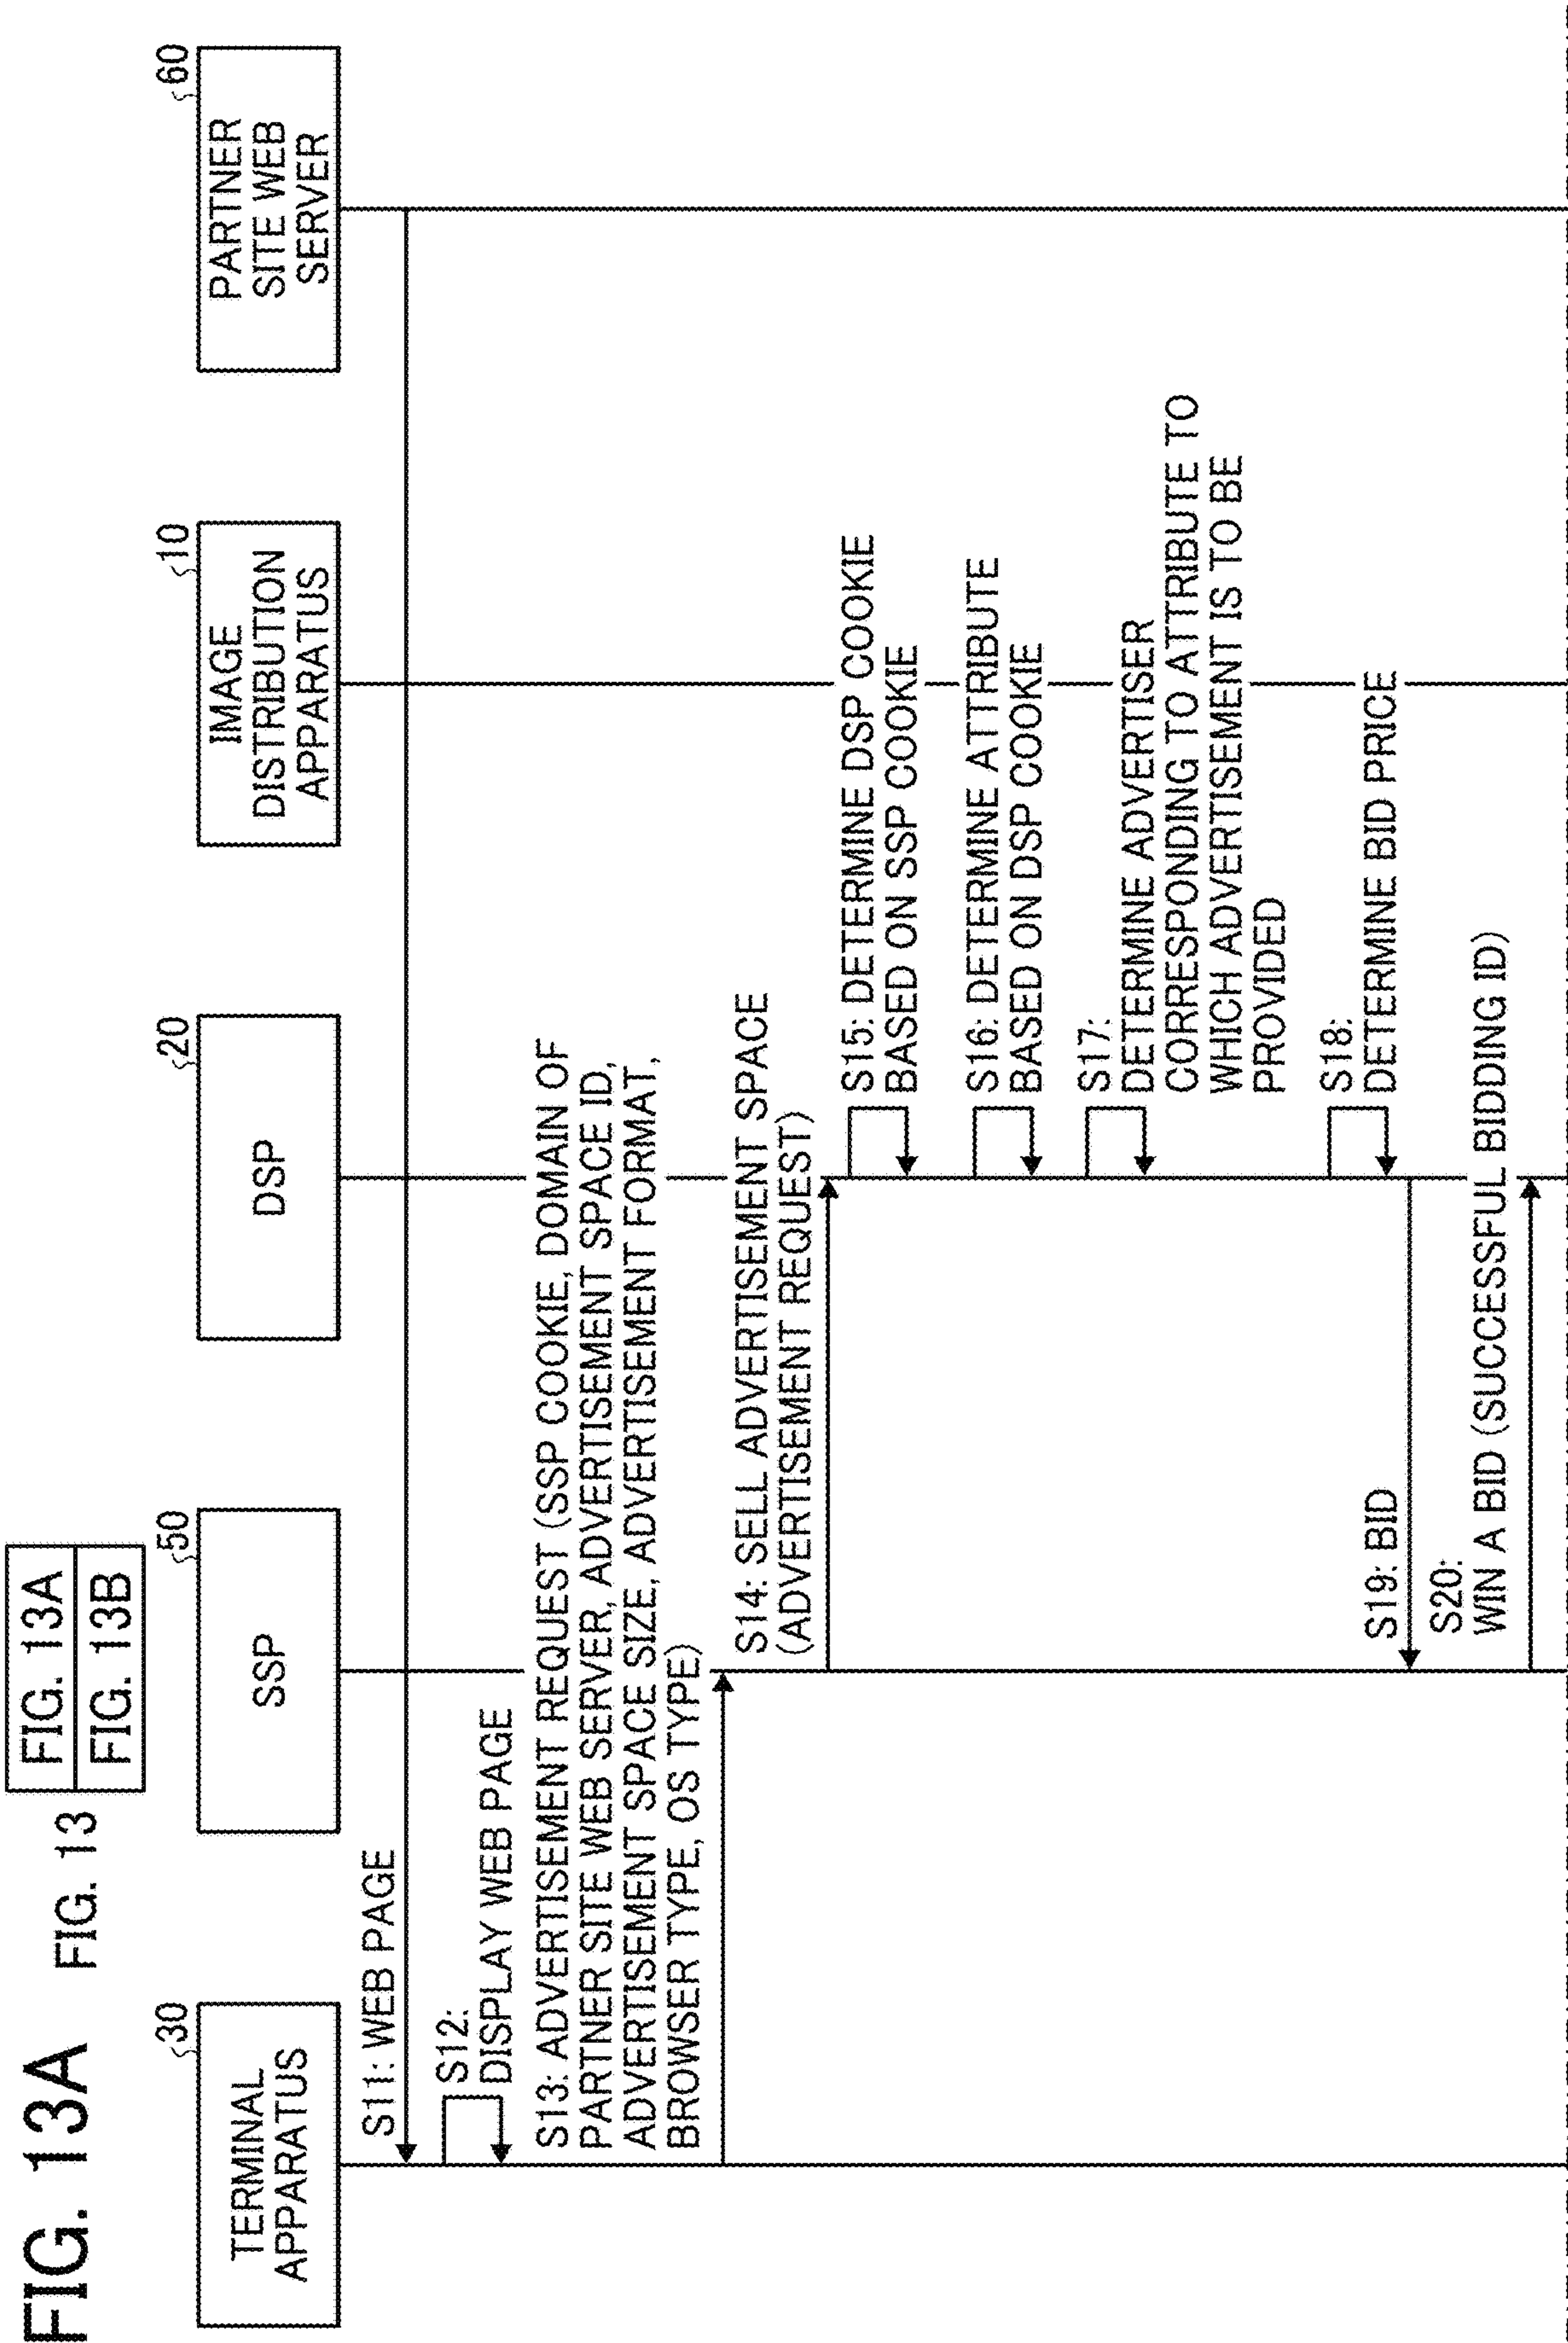 FIG. 13A
FIG. 13
FIG. 13A
FIG. 13B
30
TERMINAL
APPARATUS
50
SSP
20
DSP
10
IMAGE
DISTRIBUTION
APPARATUS
60
PARTNER
SITE WEB
SERVER
S11: WEB PAGE
S12:
DISPLAY WEB PAGE
S13: ADVERTISEMENT REQUEST (SSP COOKIE, DOMAIN OF
PARTNER SITE WEB SERVER, ADVERTISEMENT SPACE ID,
ADVERTISEMENT SPACE SIZE, ADVERTISEMENT FORMAT,
BROWSER TYPE, OS TYPE)
S14: SELL ADVERTISEMENT SPACE
(ADVERTISEMENT REQUEST)
S15: DETERMINE DSP COOKIE
BASED ON SSP COOKIE
S16: DETERMINE ATTRIBUTE
BASED ON DSP COOKIE
S17:
DETERMINE ADVERTISER
CORRESPONDING TO ATTRIBUTE TO
WHICH ADVERTISEMENT IS TO BE
PROVIDED
S18:
DETERMINE BID PRICE
S19: BID
S20:
WIN A BID (SUCCESSFUL BIDDING ID)